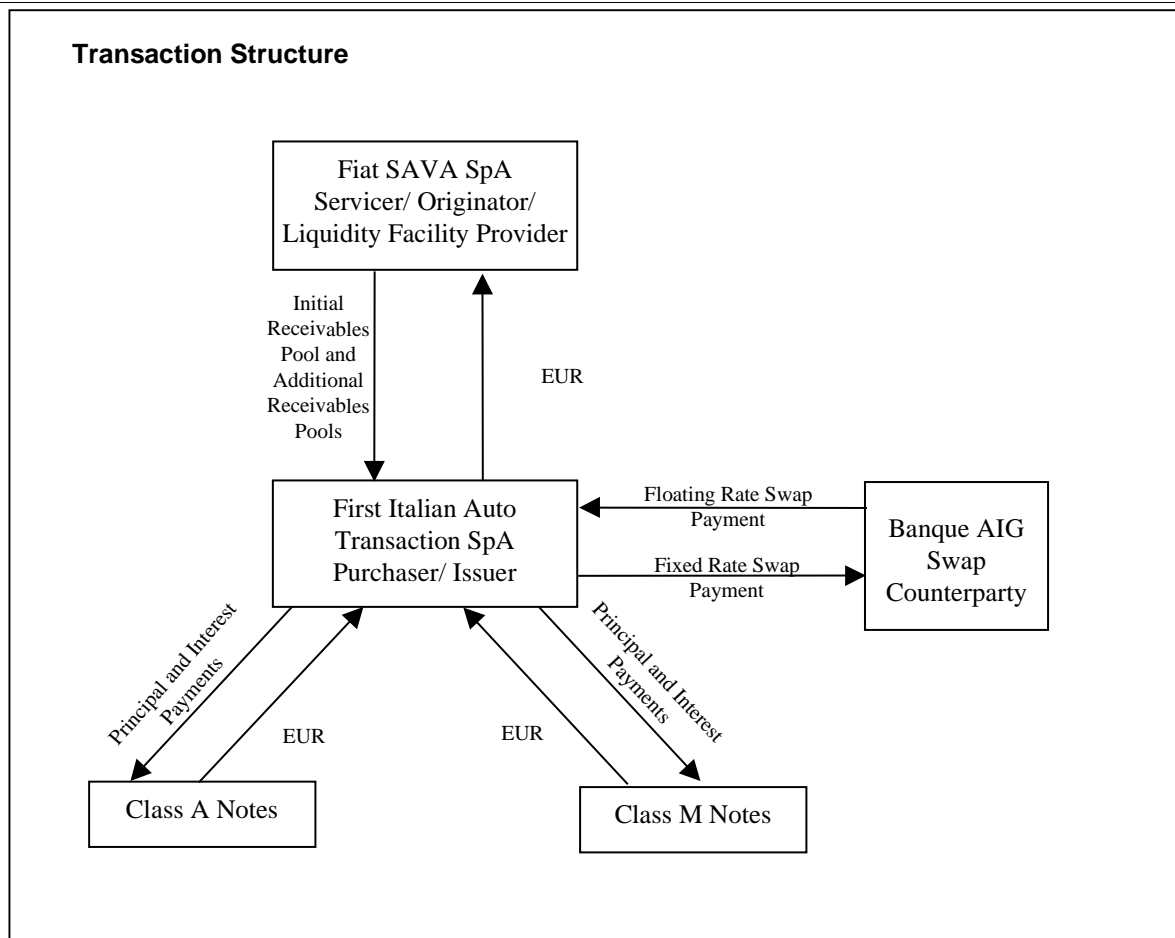 Transaction Structure
Fiat SAVA SpA
Servicer/ Originator/
Liquidity Facility Provider
Initial
Receivables
Pool and
Additional
Receivables
Pools
EUR
First Italian Auto
Transaction SpA
Purchaser/ Issuer
Floating Rate Swap
Payment
Fixed Rate Swap
Payment
Banque AIG
Swap
Counterparty
Principal and Interest
Payments
EUR
EUR
Principal and Interest
Payments
Class A Notes
Class M Notes